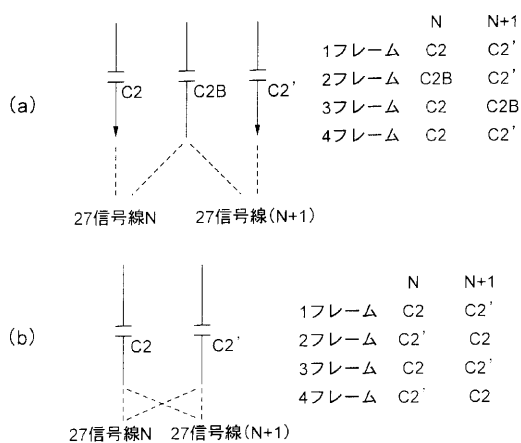 N N+1
1フレーム C2 C2'
2フレーム C2B C2'
3フレーム C2 C2B
4フレーム C2 C2'
(a)
C2 C2B C2'
27信号線N 27信号線(N+1)
N N+1
1フレーム C2 C2'
2フレーム C2' C2
3フレーム C2 C2'
4フレーム C2' C2
(b)
C2 C2'
27信号線N 27信号線(N+1)